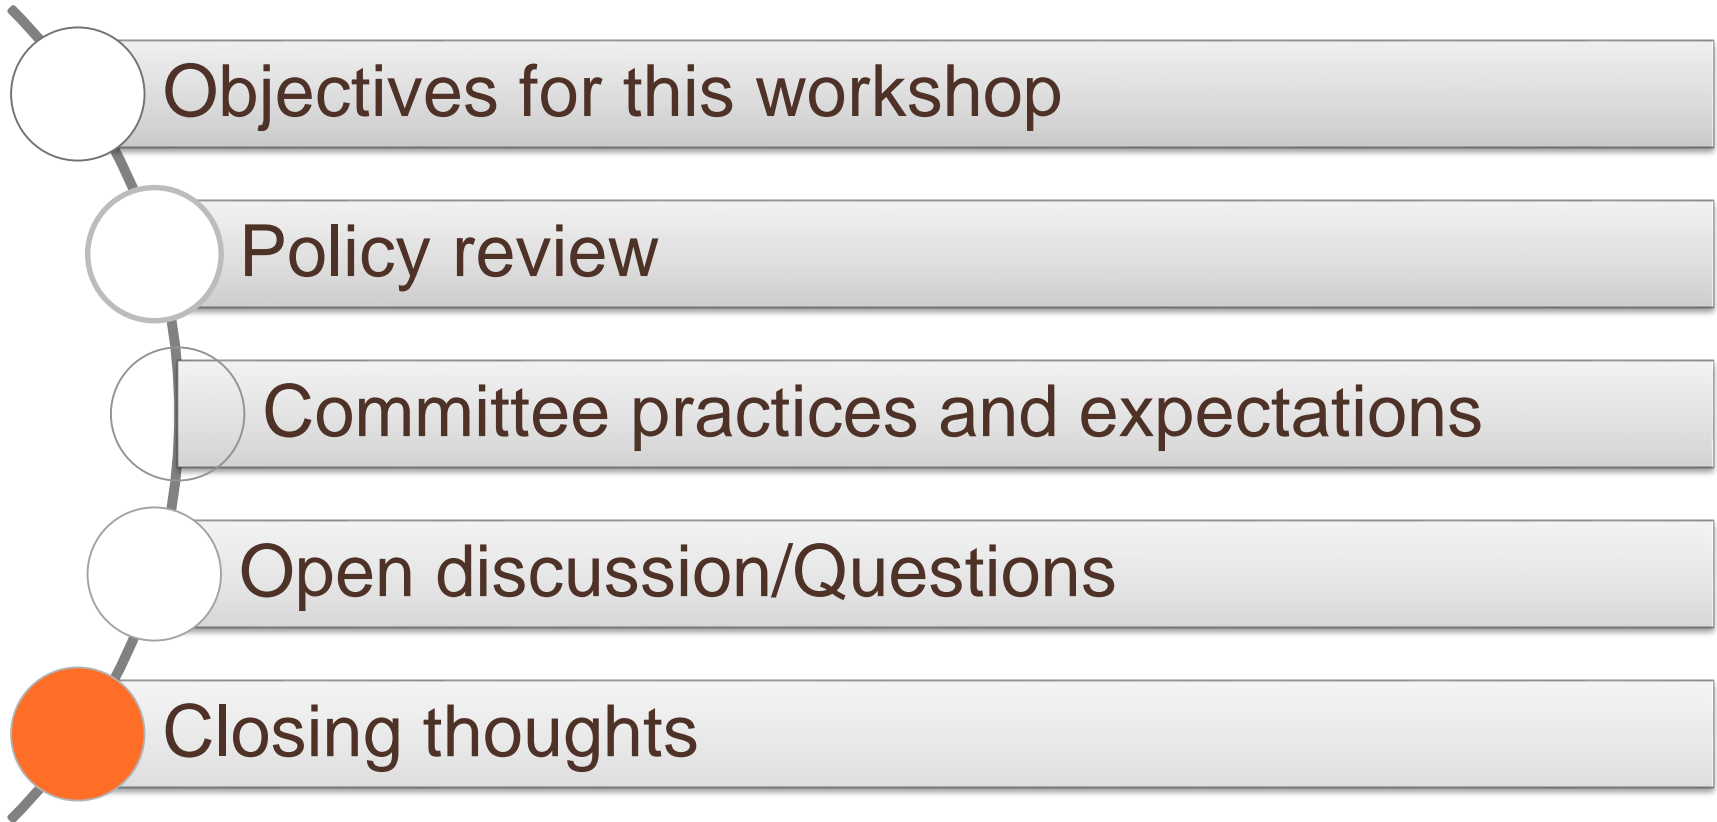 Objectives for this workshop
Policy review
Committee practices and expectations
Open discussion/Questions
Closing thoughts